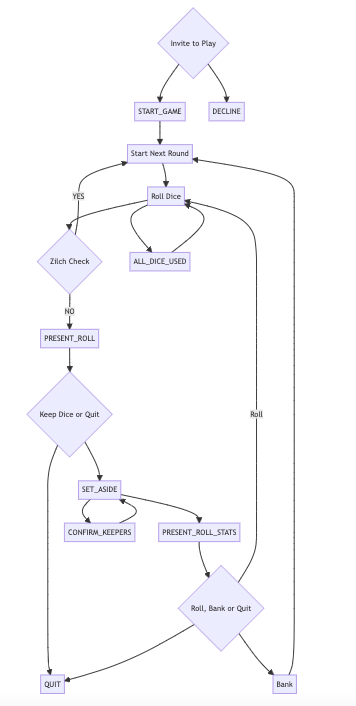 Invite to Play
START_GAME
DECLINE
Start Next Round
YES
Roll Dice
Zilch Check
ALL_DICE_USED
NO
PRESENT_ROLL
Keep Dice or Quit
Roll
SET_ASIDE
CONFIRM_KEEPERS
PRESENT_ROLL_STATS
Roll, Bank or Quit
QUIT
Bank